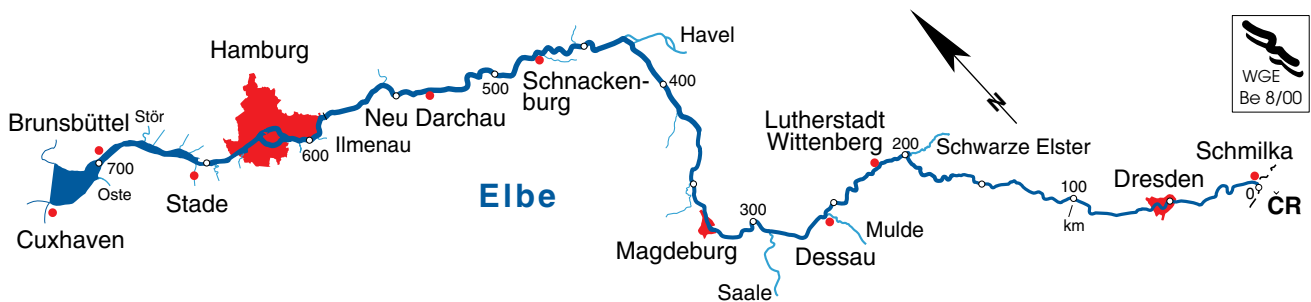 Hamburg
Havel
WGE
Be 8/00
400
500
Schnacken-
burg
Neu Darchau
N
Brunsbüttel
Stör
600
Ilmenau
Lutherstadt
Wittenberg
200
Schwarze Elster
Schmilka
700
Oste
Stade
Elbe
100
km
Dresden
0
ČR
Cuxhaven
300
Magdeburg
Dessau
Mulde
Saale